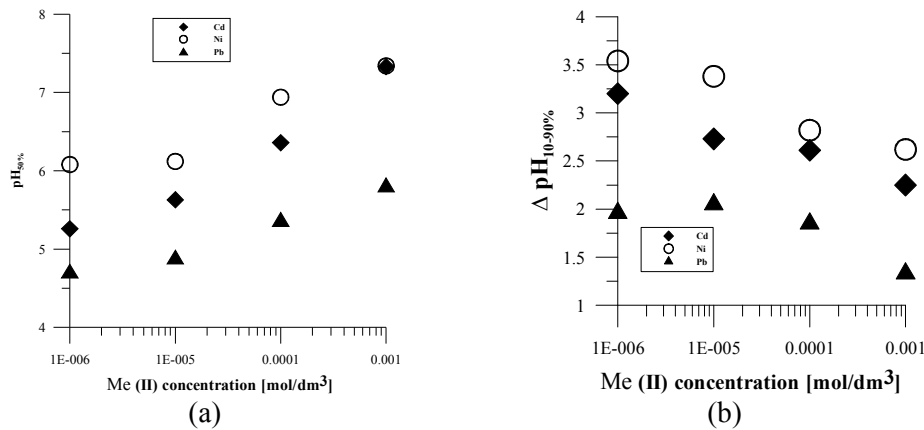 8
7
6
5
4
pH50%
Cd
Ni
Pb
1E-006 1E-005 0.0001 0.001
Me (II) concentration [mol/dm³]
(a)
4
3.5
3
2.5
2
1.5
1
Δ pH10-90%
Cd
Ni
Pb
1E-006 1E-005 0.0001 0.001
Me (II) concentration [mol/dm³]
(b)